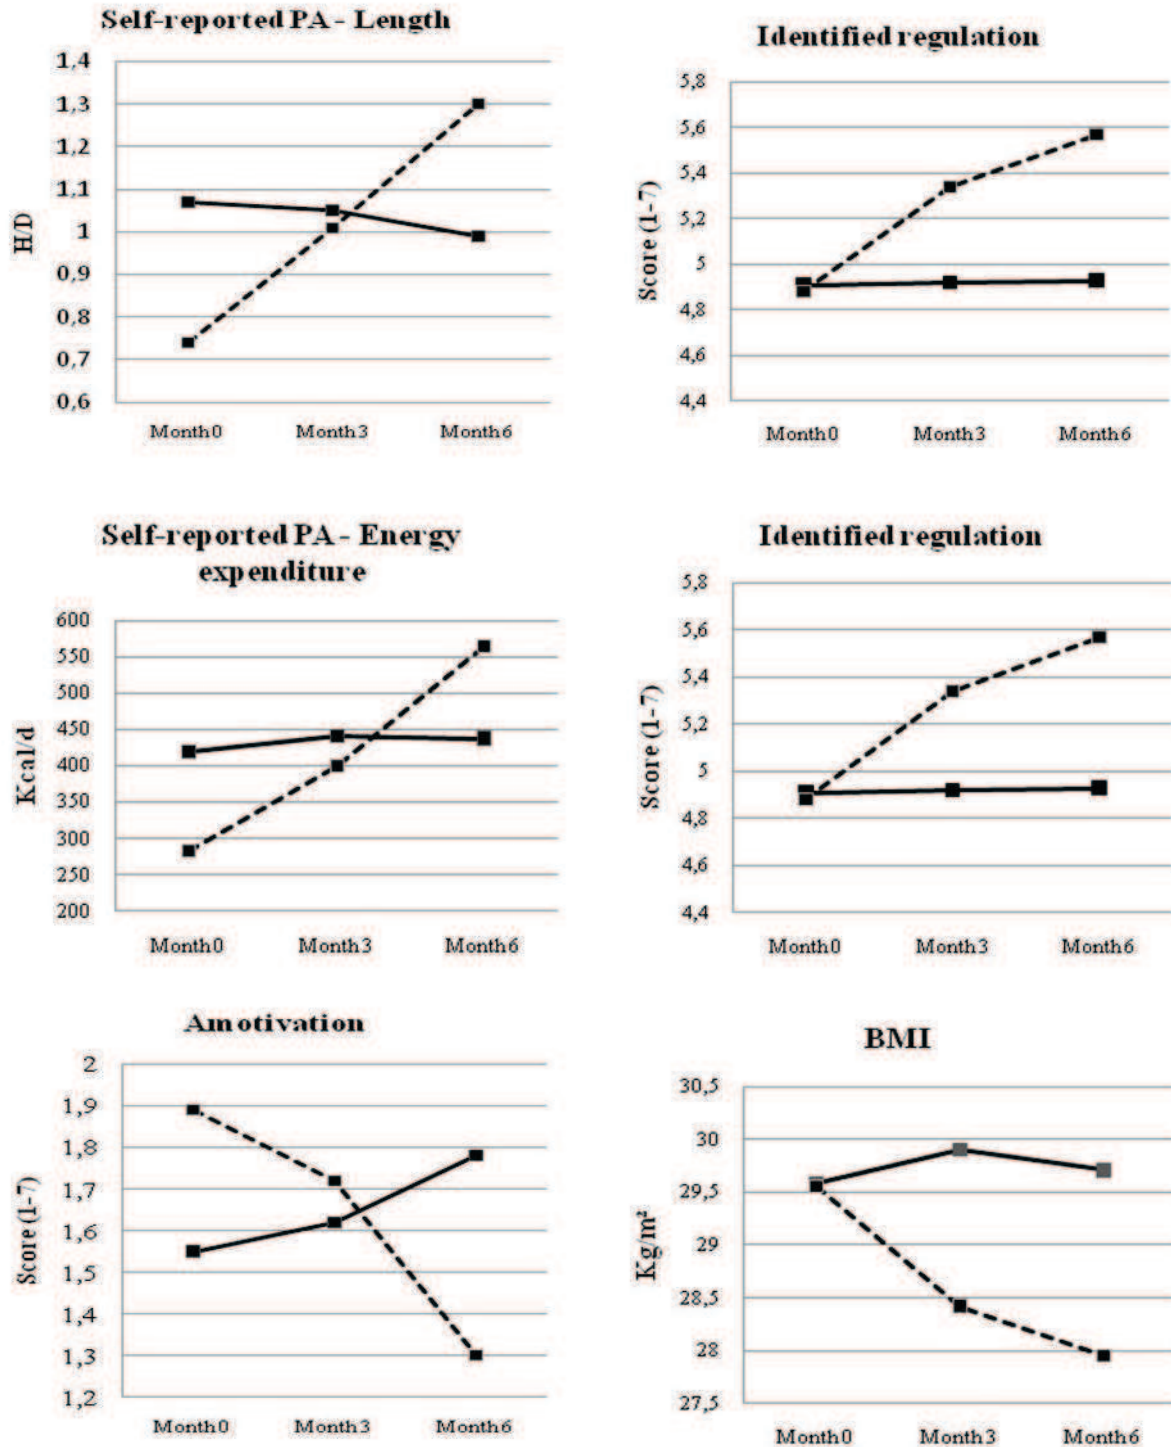 Self-reported PA - Length
1,4
1,3
1,2
1,1
1
0,9
0,8
0,7
0,6
H/D
Month0 Month3 Month6
Identified regulation
5,8
5,6
5,4
5,2
5
4,8
4,6
4,4
Score (1-7)
Month0 Month3 Month6
Self-reported PA - Energy
expenditure
600
550
500
450
400
350
300
250
200
Kcal/d
Month0 Month3 Month6
Identified regulation
5,8
5,6
5,4
5,2
5
4,8
4,6
4,4
Score (1-7)
Month0 Month3 Month6
Amotivation
2
1,9
1,8
1,7
1,6
1,5
1,4
1,3
1,2
Score (1-7)
Month0 Month3 Month6
BMI
30,5
30
29,5
29
28,5
28
27,5
Kg/m²
Month0 Month3 Month6